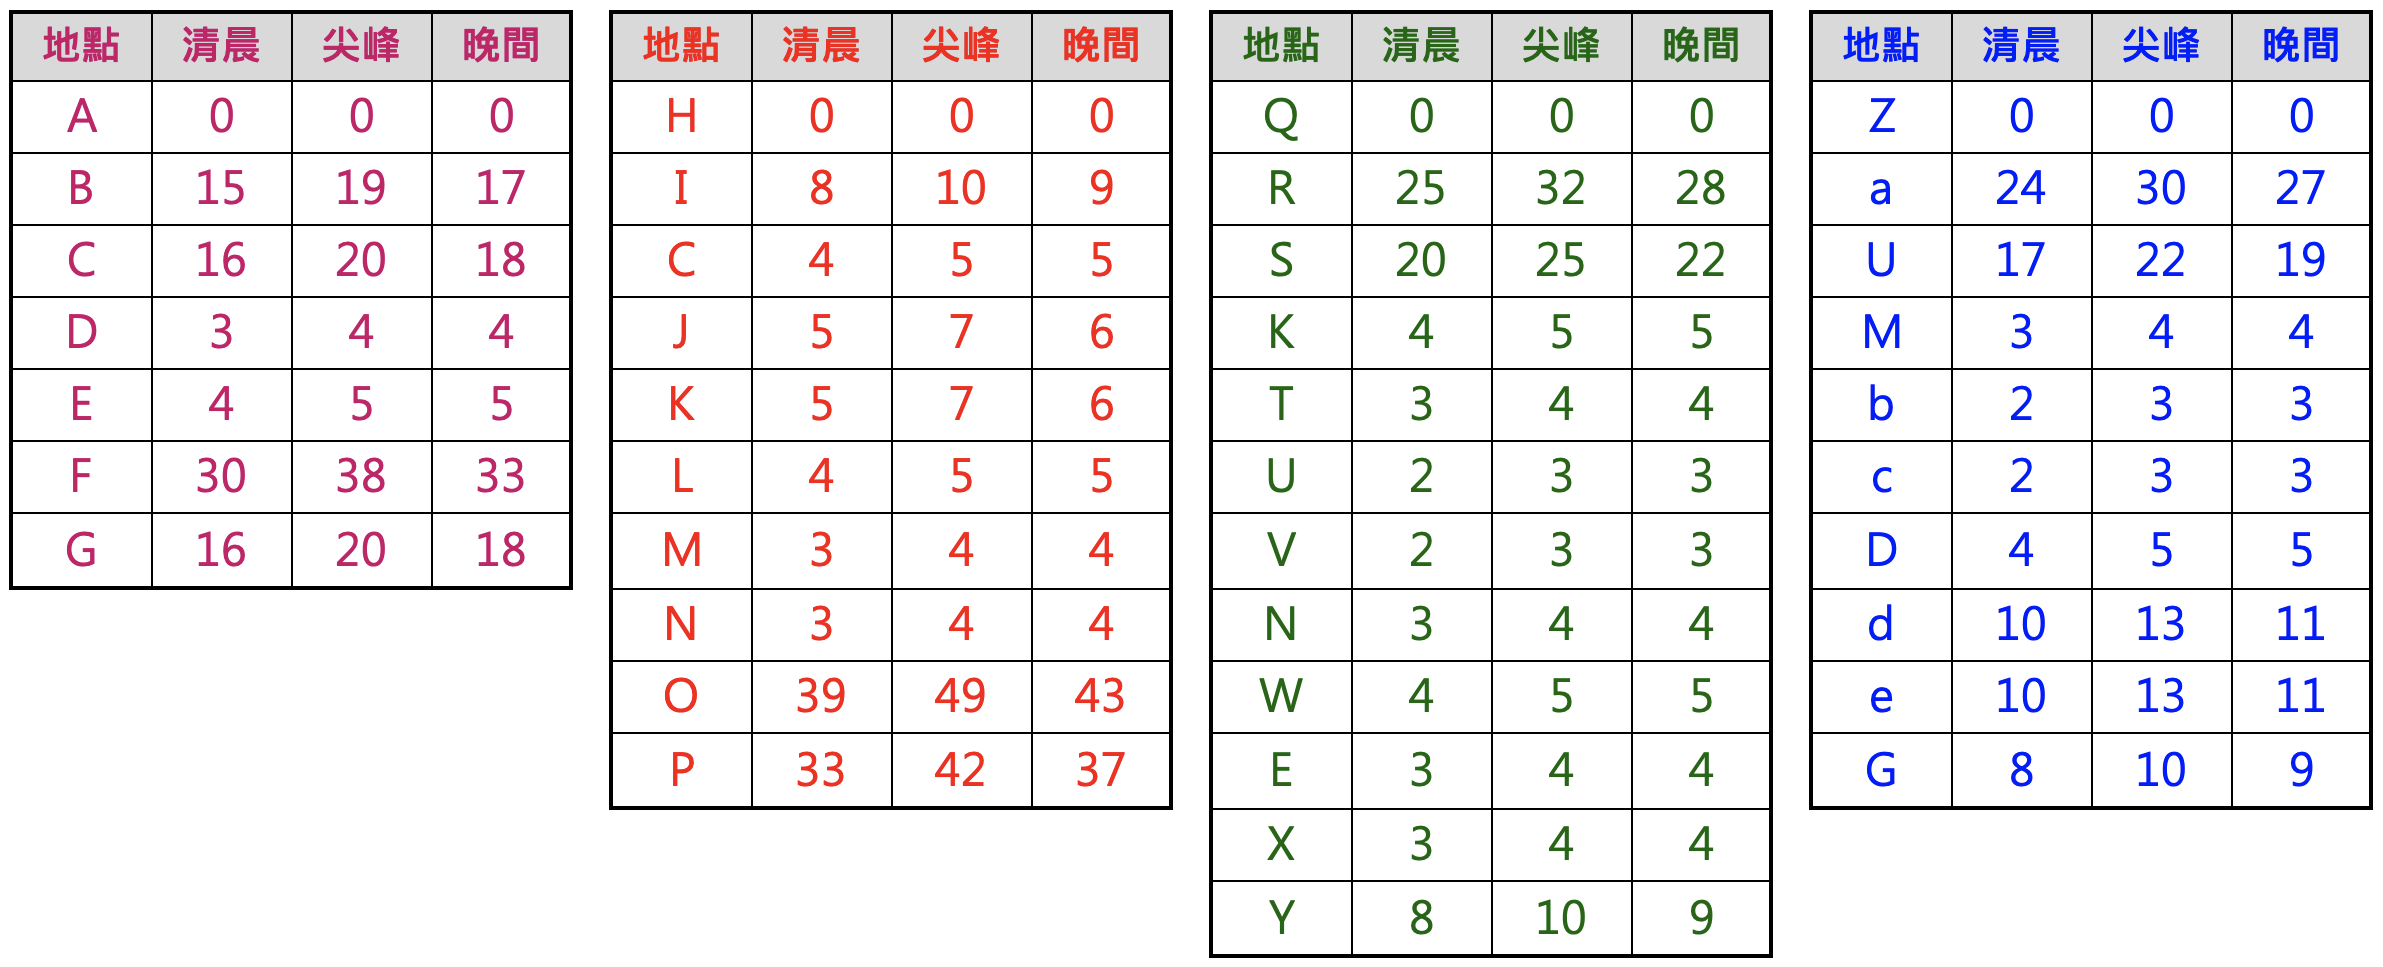 地點 清晨 尖峰 晚間
A 0 0 0
B 15 19 17
C 16 20 18
D 3 4 4
E 4 5 5
F 30 38 33
G 16 20 18
地點 清晨 尖峰 晚間
H 0 0 0
I 8 10 9
C 4 5 5
J 5 7 6
K 5 7 6
L 4 5 5
M 3 4 4
N 3 4 4
O 39 49 43
P 33 42 37
地點 清晨 尖峰 晚間
Q 0 0 0
R 25 32 28
S 20 25 22
K 4 5 5
T 3 4 4
U 2 3 3
V 2 3 3
N 3 4 4
W 4 5 5
E 3 4 4
X 3 4 4
Y 8 10 9
地點 清晨 尖峰 晚間
Z 0 0 0
a 24 30 27
U 17 22 19
M 3 4 4
b 2 3 3
c 2 3 3
D 4 5 5
d 10 13 11
e 10 13 11
G 8 10 9